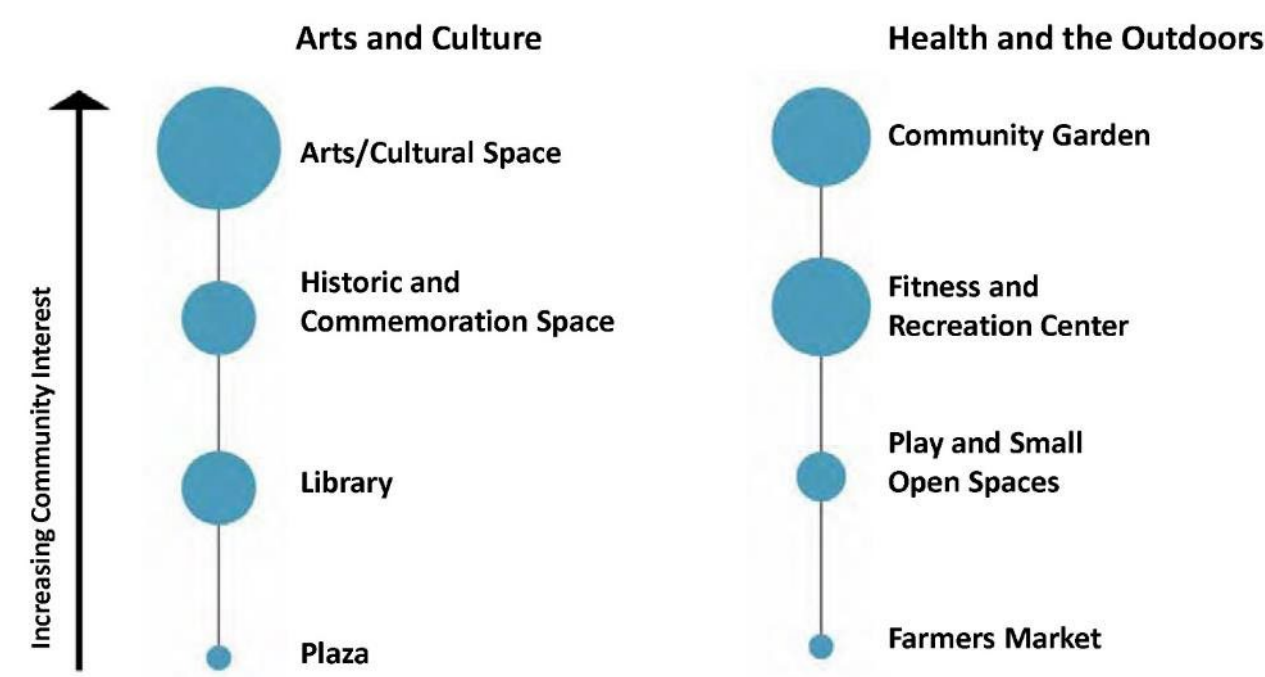 Arts and Culture
Health and the Outdoors
Increasing Community Interest
Arts/Cultural Space
Historic and
Commemoration Space
Library
Plaza
Community Garden
Fitness and
Recreation Center
Play and Small
Open Spaces
Farmers Market